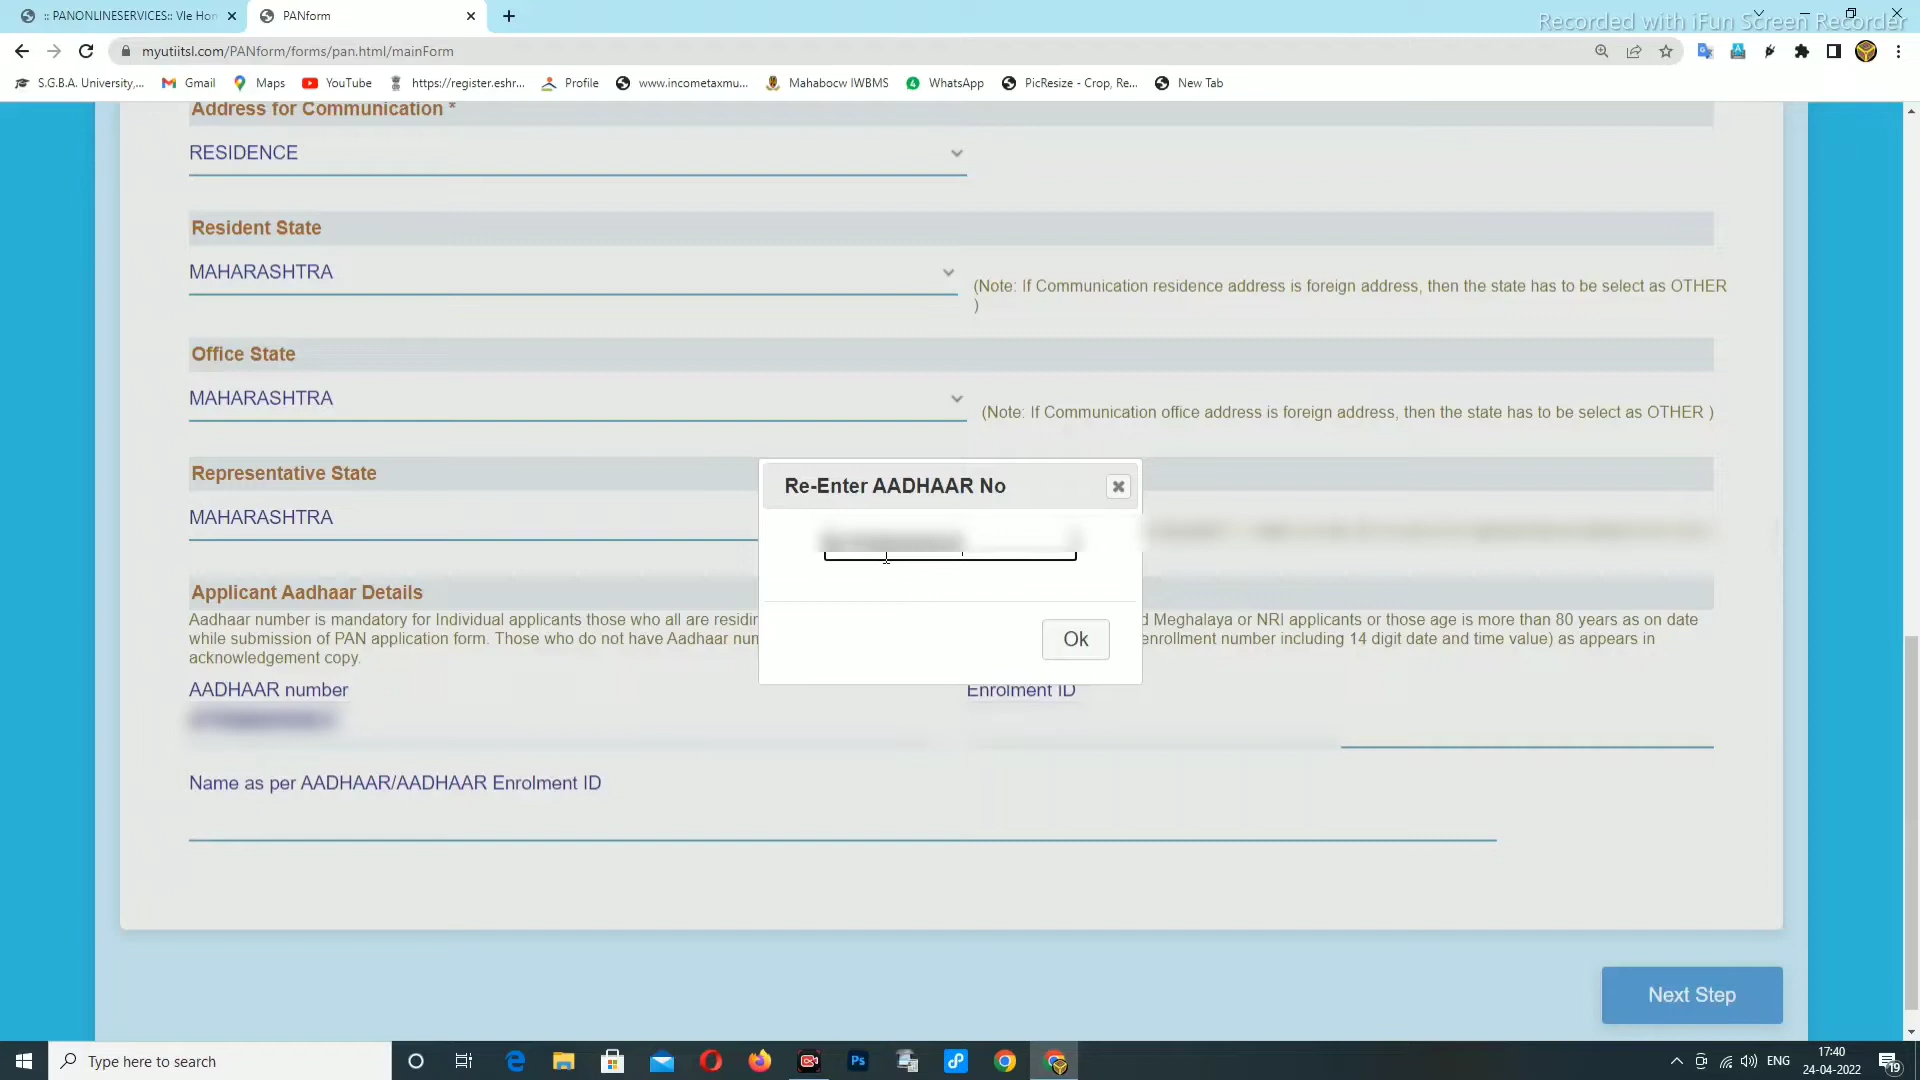 :: PANONLINESERVICES:: Vle Hon
PANform
Recorded with iFun Screen Recorder
myutiitsl.com/PANform/forms/pan.html/mainForm
S.G.B.A. University,...
Gmail
Maps
YouTube
https://register.eshr...
Profile
www.incometaxmu...
Mahabocw IWBMS
WhatsApp
PicResize - Crop, Re...
New Tab
Address for Communication *
RESIDENCE
Resident State
MAHARASHTRA
(Note: If Communication residence address is foreign address, then the state has to be select as OTHER
)
Office State
MAHARASHTRA
(Note: If Communication office address is foreign address, then the state has to be select as OTHER )
Representative State
MAHARASHTRA
Re-Enter AADHAAR No
Ok
Applicant Aadhaar Details
Aadhaar number is mandatory for Individual applicants those who all are residi
d Meghalaya or NRI applicants or those age is more than 80 years as on date
while submission of PAN application form. Those who do not have Aadhaar nun
enrollment number including 14 digit date and time value) as appears in
acknowledgement copy.
AADHAAR number
Enrolment ID
Name as per AADHAAR/AADHAAR Enrolment ID
Next Step
Type here to search
Ps
ENG
17:40
24-04-2022
19